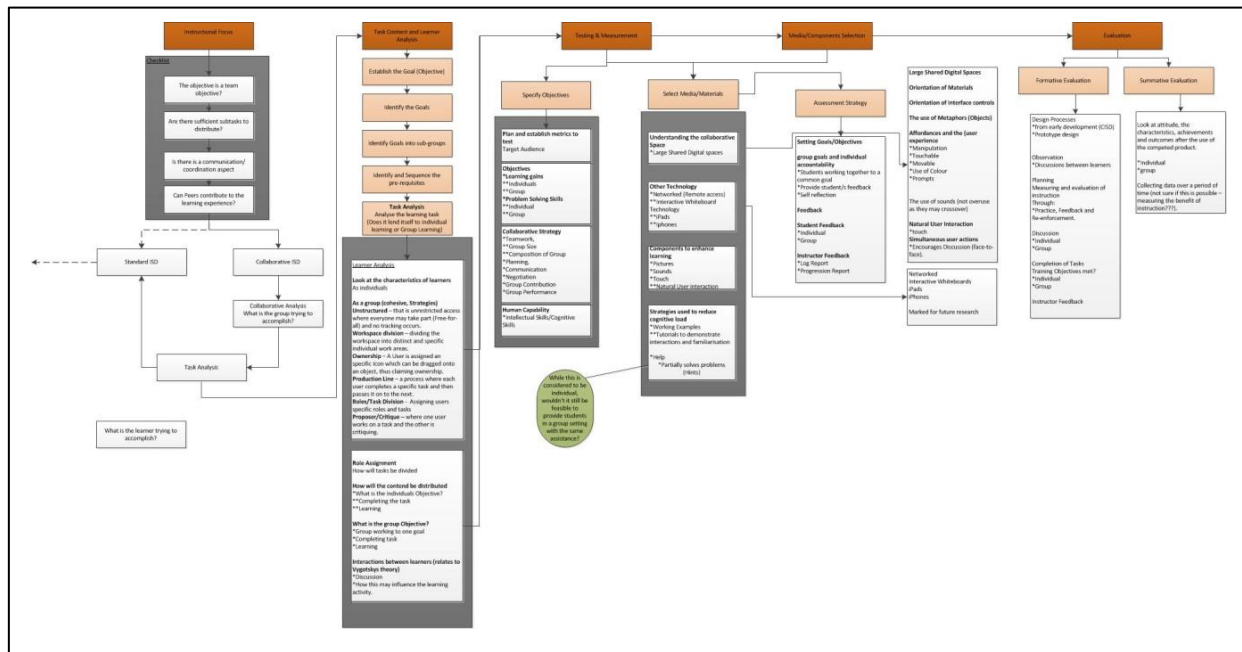 Instructional Focus
Checklist
The objective is a team
objective?
Are there sufficient subtasks to
distribute?
Is there a communication/
coordination aspect
Can Peers contribute to the
learning experience?
Standard ISD
Collaborative ISD
Collaborative Analysis
What is the group trying to
accomplish?
Task Analysis
What is the learner trying to
accomplish?
Task Content and Learner
Analysis
Establish the Goal (Objective)
Identify the Goals
Identify Goals into sub-groups
Identify and Sequence the
pre-requisites
Task Analysis
Analyse the learning task
(Does it lend itself to individual
learning or Group Learning)
Learner Analysis
Look at the characteristics of learners
As individuals
As a group (cohesive, Strategies)
Unstructured – that is unrestricted access
where everyone may take part (Free-for-
all) and no tracking occurs.
Workspace division – dividing the
workspace into distinct and specific
individual work areas.
Ownership – A User is assigned an
specific icon which can be dragged onto
an object, thus claiming ownership.
Production Line – a process where each
user completes a specific task and then
passes it on to the next.
Roles/Task Division – Assigning users
specific roles and tasks
Proposer/Critique – where one user
works on a task and the other is
critiquing.
Role Assignment
How will tasks be divided
How will the contend be distributed
*What is the individuals Objective?
**Completing the task
**Learning
What is the group Objective?
*Group working to one goal
*Completing task
*Learning
Interactions between learners (relates to
Vygotskys theory)
*Discussion
*How this may influence the learning
activity.
Testing & Measurement
Specify Objectives
Plan and establish metrics to
test
Target Audience
Objectives
*Learning gains
**Individuals
**Group
*Problem Solving Skills
**Individual
**Group
Collaborative Strategy
*Teamwork,
**Group Size
**Composition of Group
*Planning,
*Communication
*Negotiation
*Group Contribution
*Group Performance
Human Capability
*Intellectual Skills/Cognitive
Skills
While this is
considered to be
individual,
wouldn't it still be
feasible to
provide students
in a group setting
with the same
assistance?
Media/Components Selection
Select Media/Materials
Understanding the collaborative
Space
*Large Shared Digital spaces
Other Technology
*Networked (Remote access)
**Interactive Whiteboard
Technology
**iPads
**Iphones
Components to enhance
learning
*Pictures
*Sounds
*Touch
**Natural User interaction
Strategies used to reduce
cognitive load
*Working Examples
**Tutorials to demonstrate
interactions and familiarisation
*Help
*Partially solves problems
(Hints)
Assessment Strategy
Setting Goals/Objectives
group goals and individual
accountability
*Students working together to a
common goal
*Provide student/s feedback
*Self reflection
Feedback
Student Feedback
*Individual
*Group
Instructor Feedback
*Log Report
*Progression Report
Large Shared Digital Spaces
Orientation of Materials
Orientation of interface controls
The use of Metaphors (Objects)
Affordances and the (user
experience
*Manipulation
*Touchable
*Movable
*Use of Colour
*Prompts
The use of sounds (not overuse
as they may crossover)
Natural User Interaction
*touch
Simultaneous user actions
*Encourages Discussion (face-to-
face).
Networked
Interactive Whiteboards
iPads
iPhones
Marked for future research
Evaluation
Formative Evaluation
Design Processes
*from early development (CISD)
*Prototype design
Observation
*Discussions between learners
Planning
Measuring and evaluation of
instruction
Through:
*Practice, Feedback and
Re-enforcement.
Discussion
*Individual
*Group
Completion of Tasks
Training Objectives met?
*Individual
*Group
Instructor Feedback
Summative Evaluation
Look at attitude, the
characteristics, achievements
and outcomes after the use of
the competed product.
*Individual
*group
Collecting data over a period of
time (not sure if this is possible –
measuring the benefit of
instruction???).